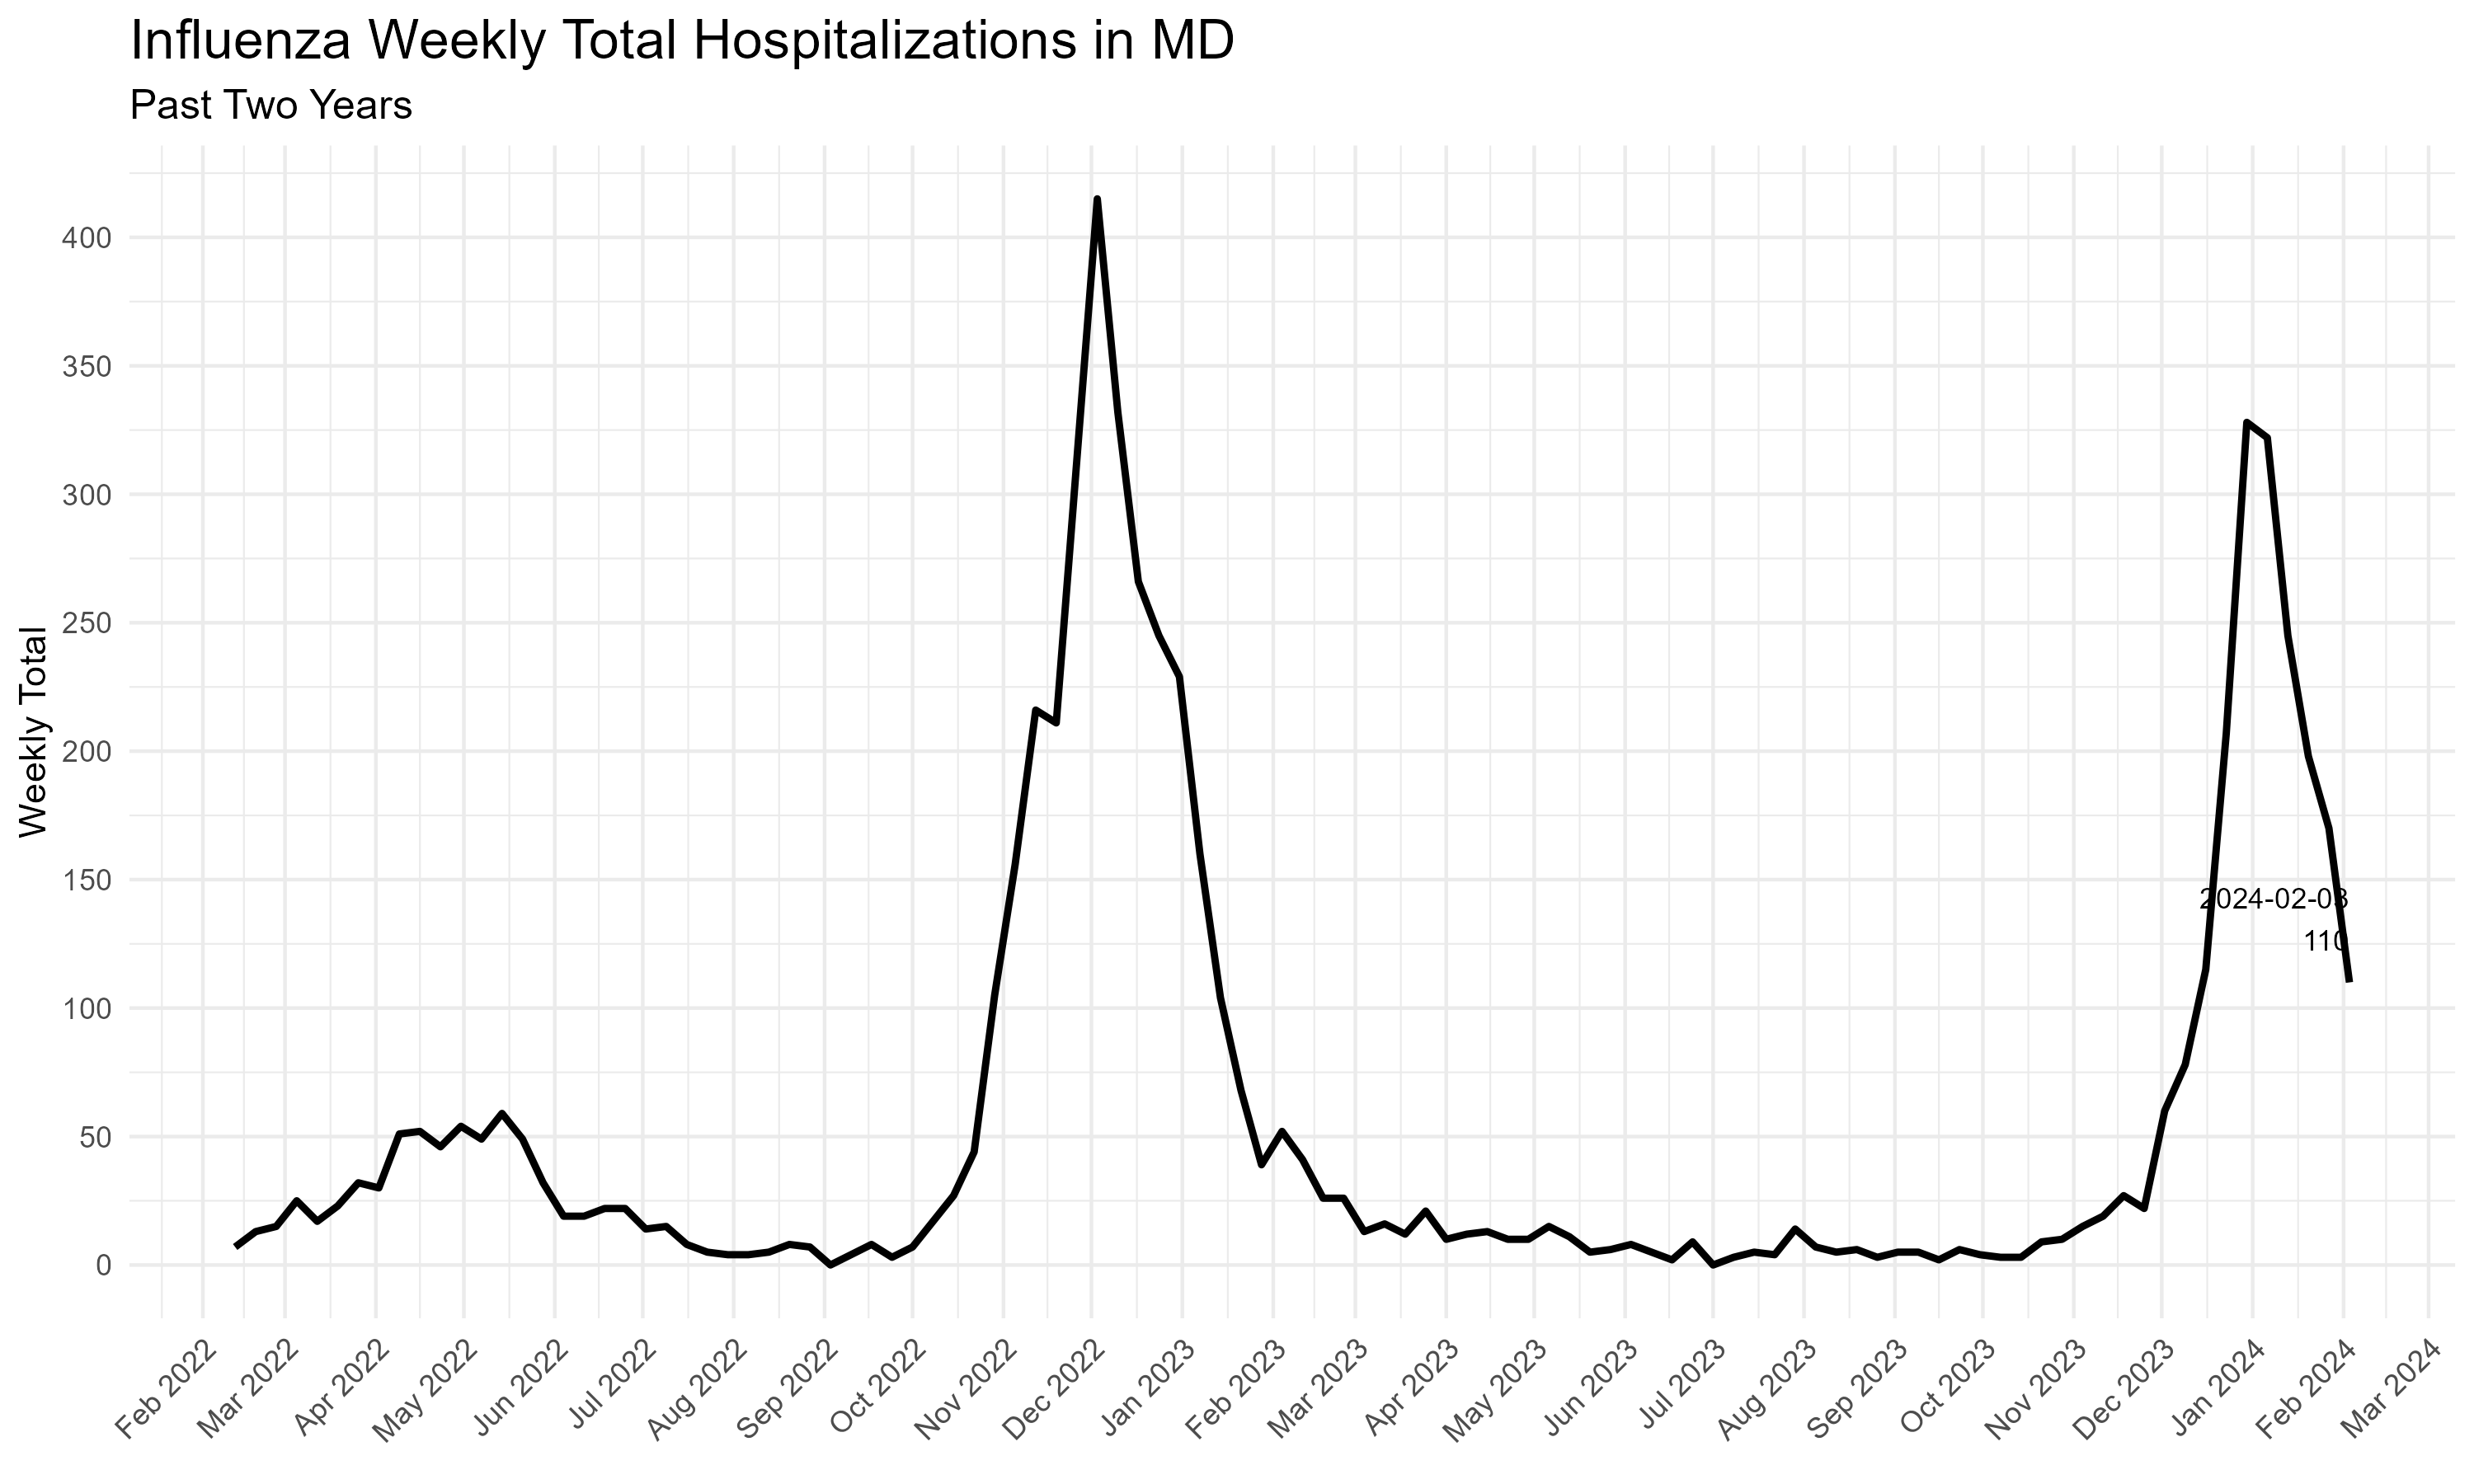 Influenza Weekly Total Hospitalizations in MD
Past Two Years
Weekly Total
400
350
300
250
200
150
100
50
0
2024-02-03
110
Feb 2022
Mar 2022
Apr 2022
May 2022
Jun 2022
Jul 2022
Aug 2022
Sep 2022
Oct 2022
Nov 2022
Dec 2022
Jan 2023
Feb 2023
Mar 2023
Apr 2023
May 2023
Jun 2023
Jul 2023
Aug 2023
Sep 2023
Oct 2023
Nov 2023
Dec 2023
Jan 2024
Feb 2024
Mar 2024